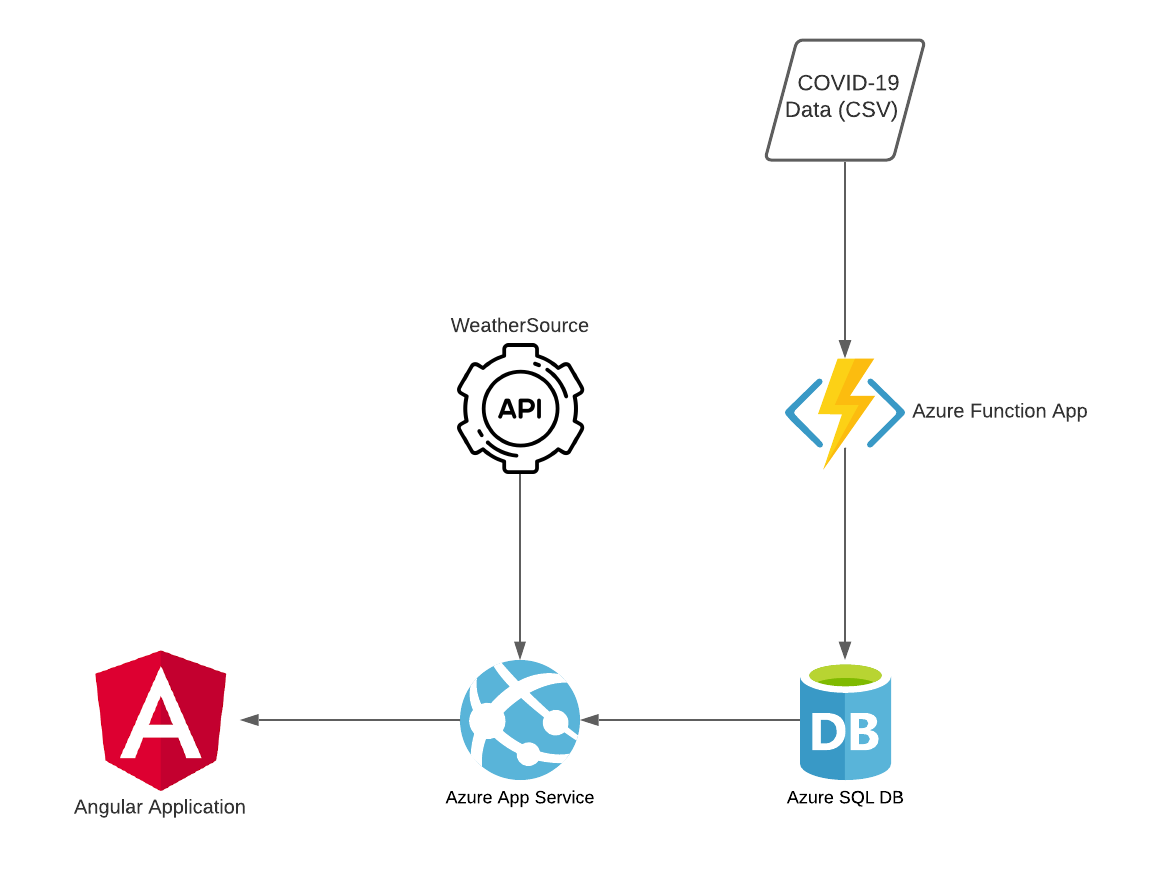 COVID-19
Data (CSV)
WeatherSource
API
Azure Function App
A
Angular Application
Azure App Service
DB
Azure SQL DB